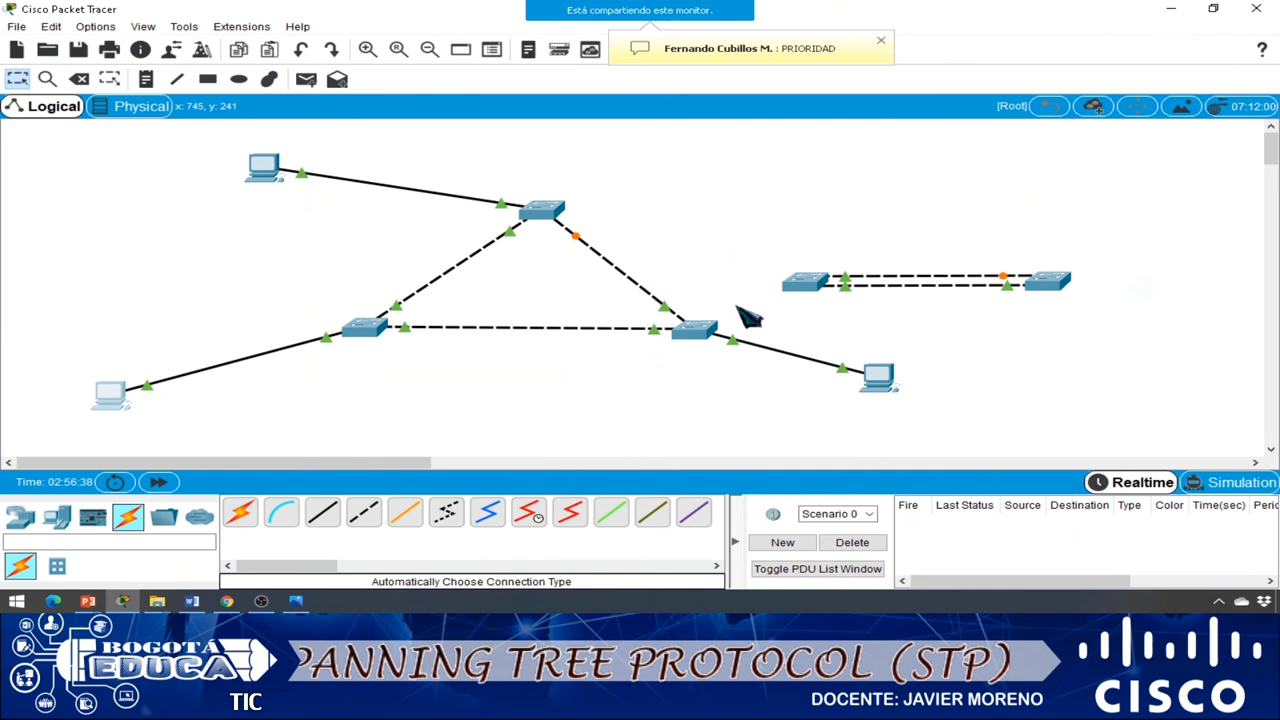 Cisco Packet Tracer
Está compartiendo este monitor.
File Edit Options View Tools Extensions Help
Fernando Cubillos M. : PRIORIDAD
Logical Physical x: 745, y: 241 [Root] 07:12:00
Time: 02:56:38 Realtime Simulation
Scenario 0
Fire Last Status Source Destination Type Color Time(sec) Peric
New Delete
Toggle PDU List Window
Automatically Choose Connection Type
BOGOTÁ
EDUCA
TIC
PANNING TREE PROTOCOL (STP)
DOCENTE: JAVIER MORENO
CISCO